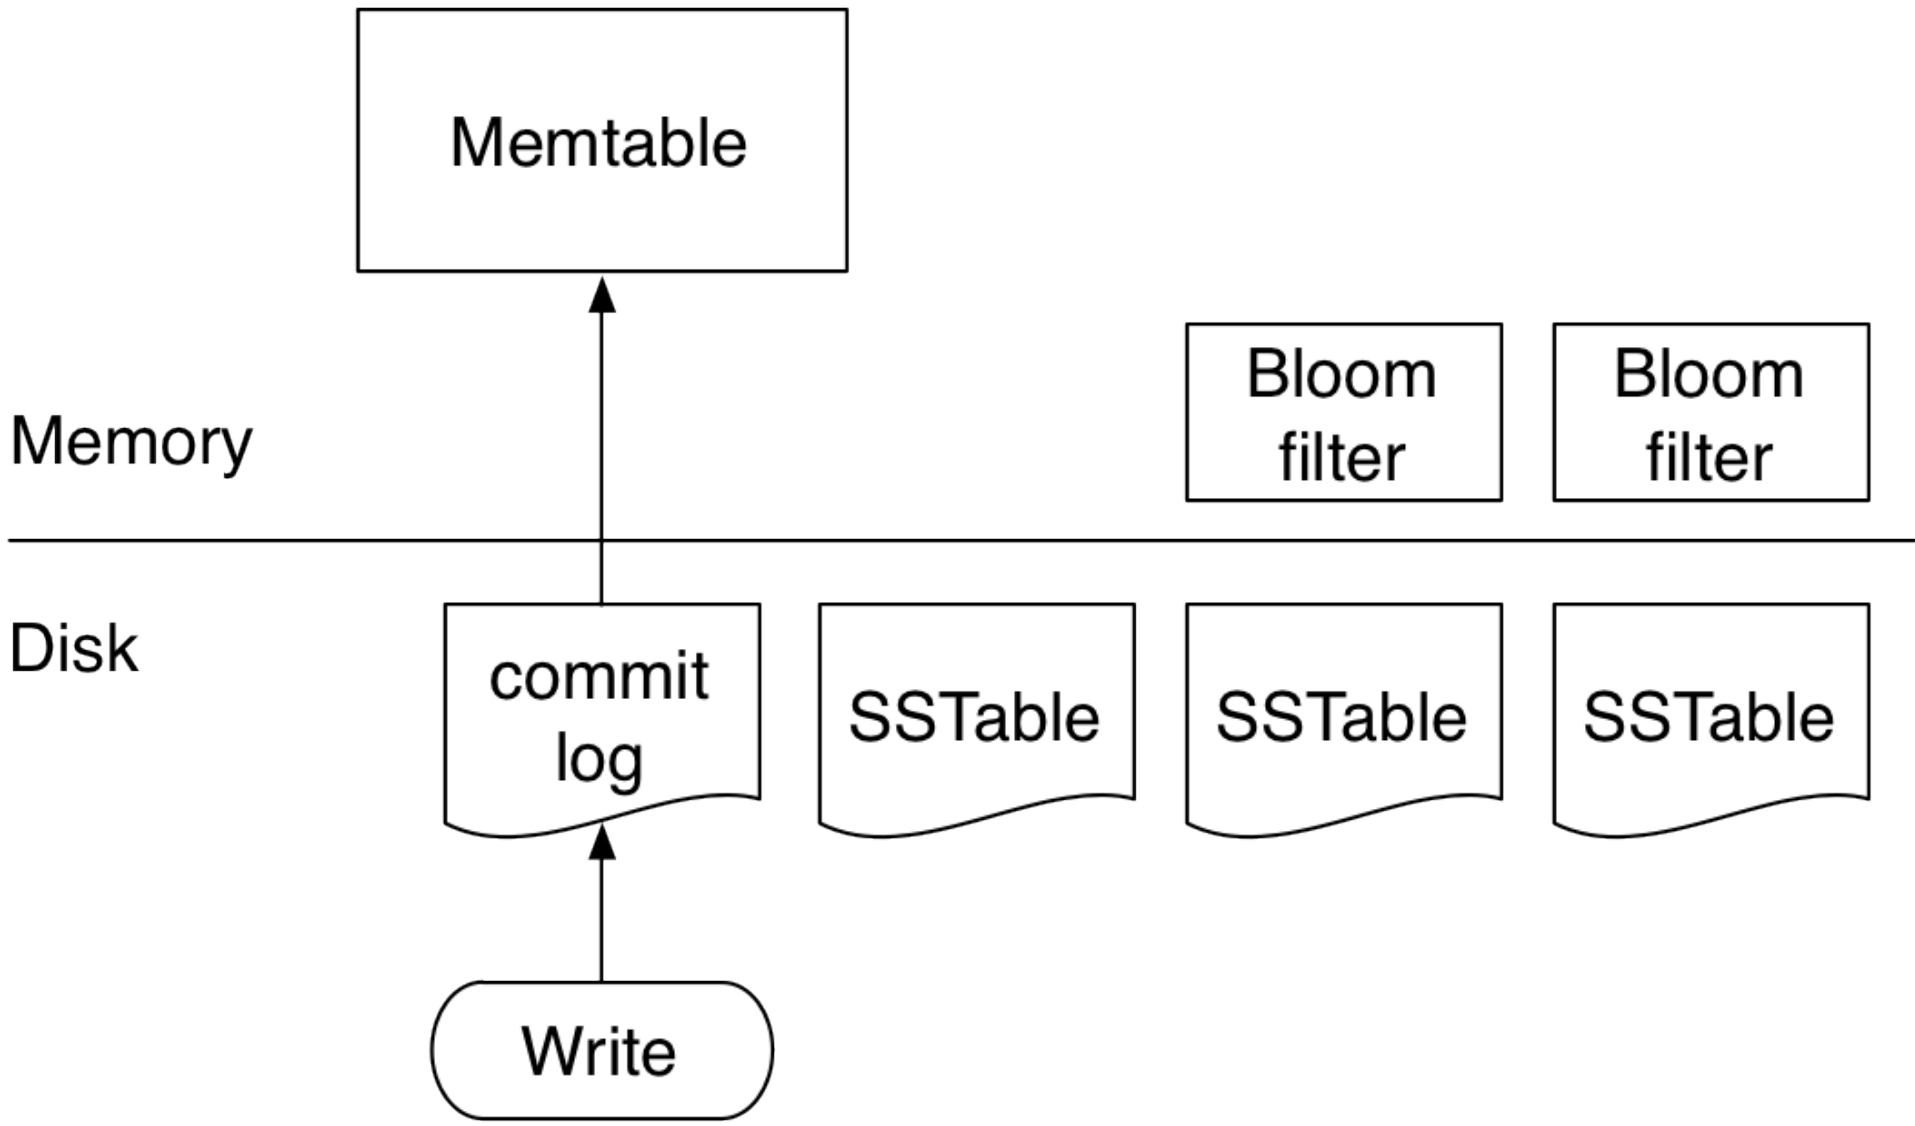 Memtable
Bloom
filter
Bloom
filter
Memory
Disk
commit
log
SSTable
SSTable
SSTable
Write